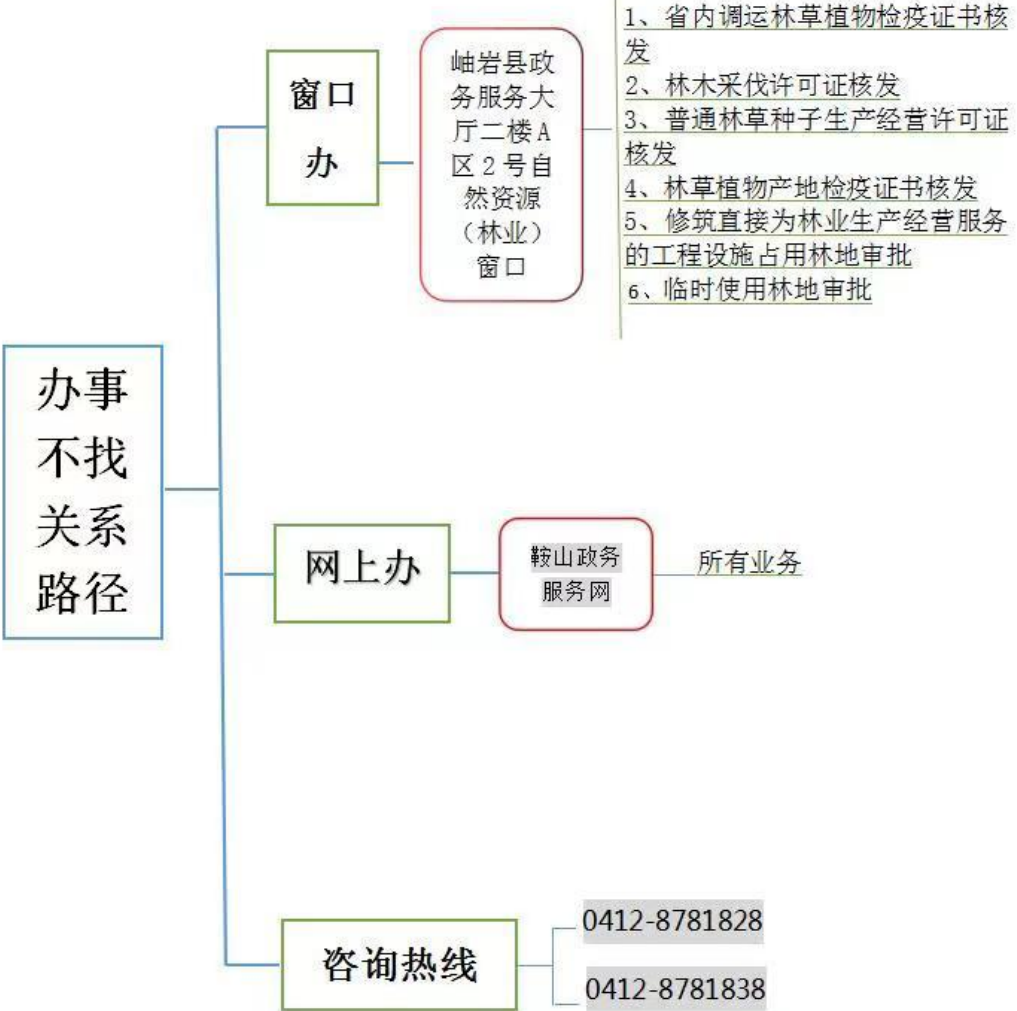 办事
不找
关系
路径
窗口
办
岫岩县政
务服务大
厅二楼A
区2号自
然资源
（林业）
窗口
1、省内调运林草植物检疫证书核
发
2、林木采伐许可证核发
3、普通林草种子生产经营许可证
核发
4、林草植物产地检疫证书核发
5、修筑直接为林业生产经营服务
的工程设施占用林地审批
6、临时使用林地审批
网上办
鞍山政务
服务网
所有业务
咨询热线
0412-8781828
0412-8781838